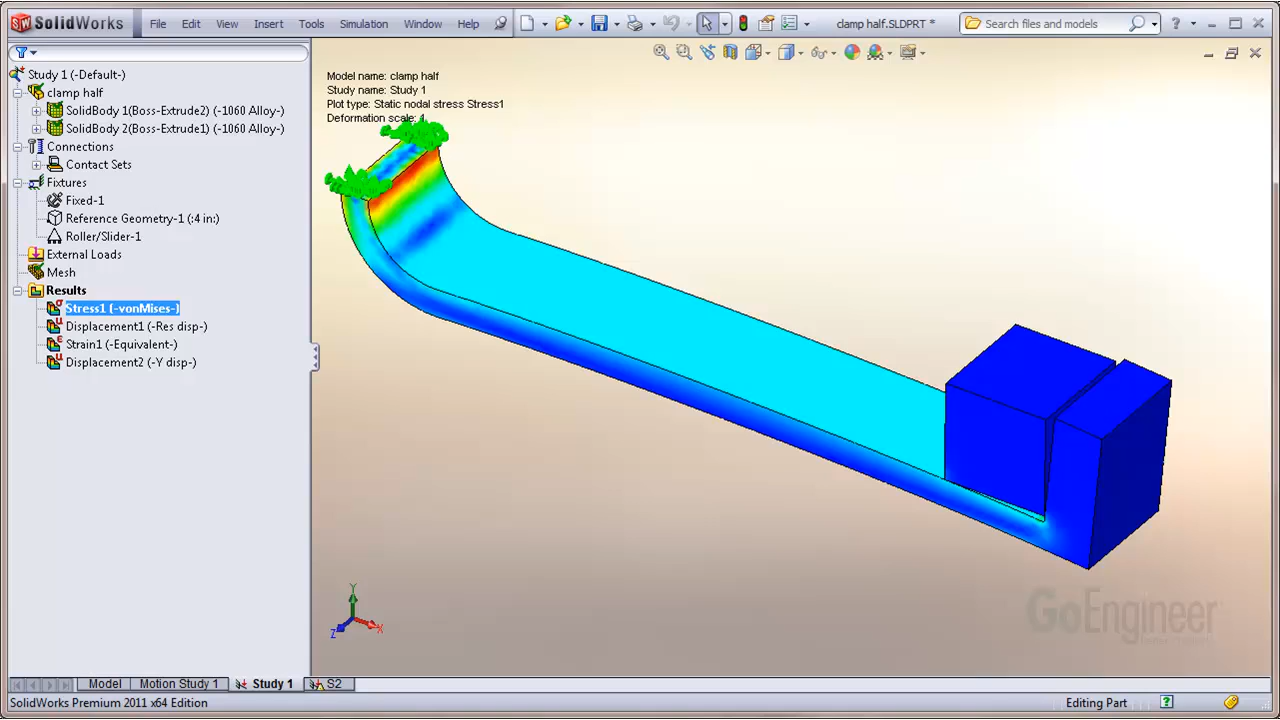 SolidWorks File Edit View Insert Tools Simulation Window Help clamp half.SLDPRT * Search files and models ?
Study 1 (-Default-)
clamp half
SolidBody 1(Boss-Extrude2) (-1060 Alloy-)
SolidBody 2(Boss-Extrude1) (-1060 Alloy-)
Connections
Contact Sets
Fixtures
Fixed-1
Reference Geometry-1 (:4 in:)
Roller/Slider-1
External Loads
Mesh
Results
Stress1 (-vonMises-)
Displacement1 (-Res disp-)
Strain1 (-Equivalent-)
Displacement2 (-Y disp-)
Model name: clamp half
Study name: Study 1
Plot type: Static nodal stress Stress1
Deformation scale: 1
Y
Z
X
GoEngineer
Model Motion Study 1 Study 1 S2
SolidWorks Premium 2011 x64 Edition Editing Part ?